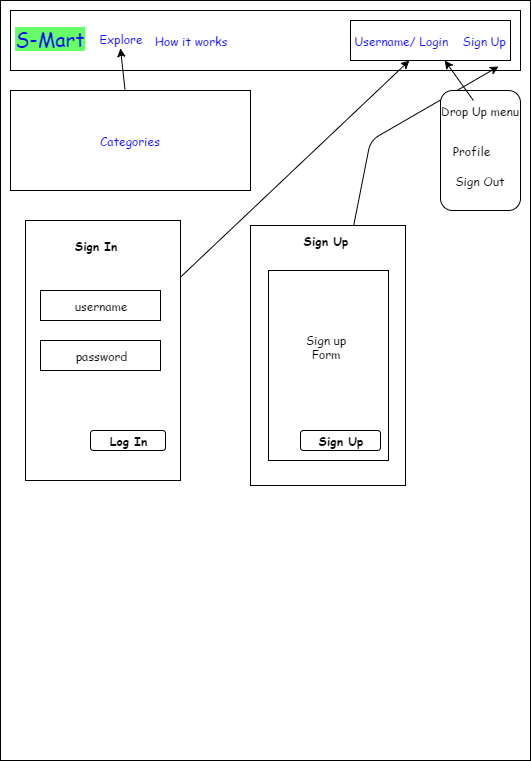 S-Mart
Explore
How it works
Username/ Login
Sign Up
Categories
Drop Up menu
Profile
Sign Out
Sign In
username
password
Log In
Sign Up
Sign up
Form
Sign Up